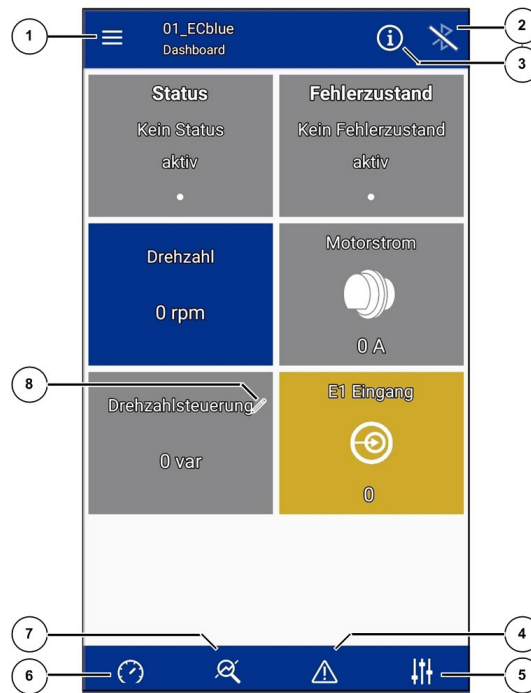 1
01_ECblue
Dashboard
2
3
Status
Kein Status
aktiv
Fehlerzustand
Kein Fehlerzustand
aktiv
Drehzahl
0 rpm
Motorstrom
0 A
8
Drehzahlsteuerung
0 var
E1 Eingang
0
7
4
6
5